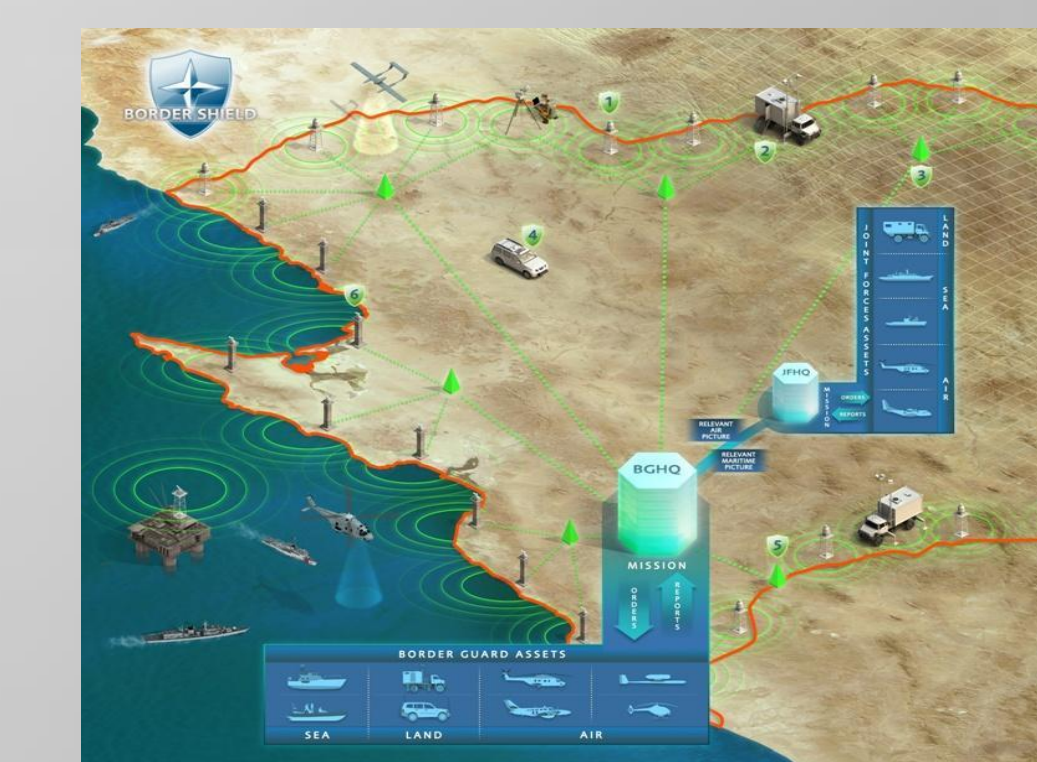 BORDER SHIELD
1
2
3
4
6
5
JOINT FORCES ASSETS
LAND
SEA
AIR
JFHQ
MISSION
ORDERS
REPORTS
RELEVANT
AIR
PICTURE
RELEVANT
MARITIME
PICTURE
BGHQ
MISSION
ORDERS
REPORTS
BORDER GUARD ASSETS
SEA
LAND
AIR